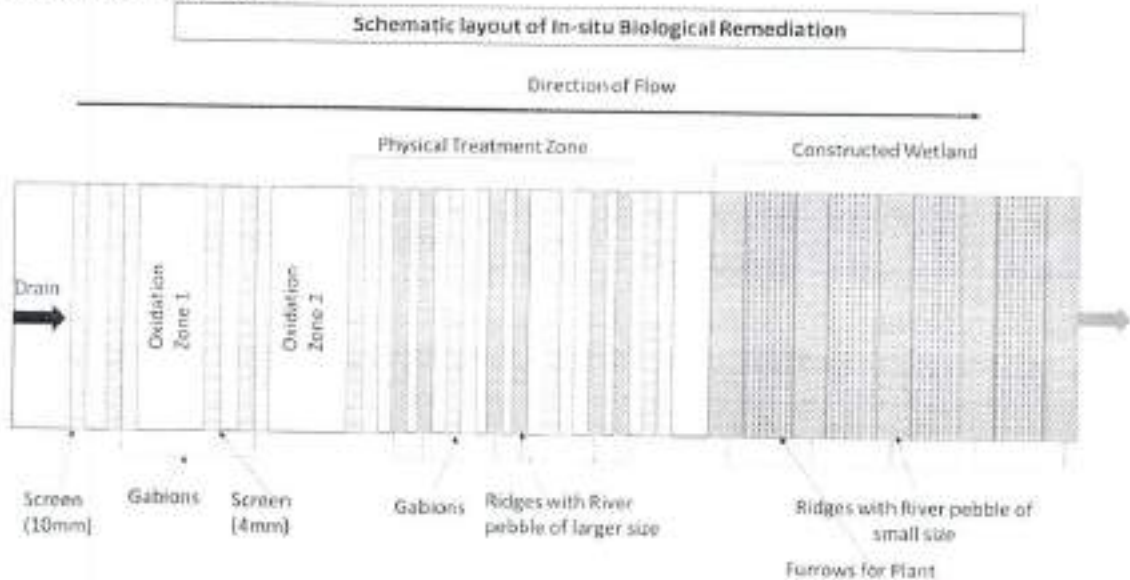 Schematic layout of In-situ Biological Remediation
Direction of Flow
Physical Treatment Zone
Constructed Wetland
Drain
Oxidation
Zone 1
Oxidation
Zone 2
Screen
(10mm)
Gabions
Screen
(4mm)
Gabions
Ridges with River
pebble of larger size
Ridges with River pebble of
small size
Furrows for Plant